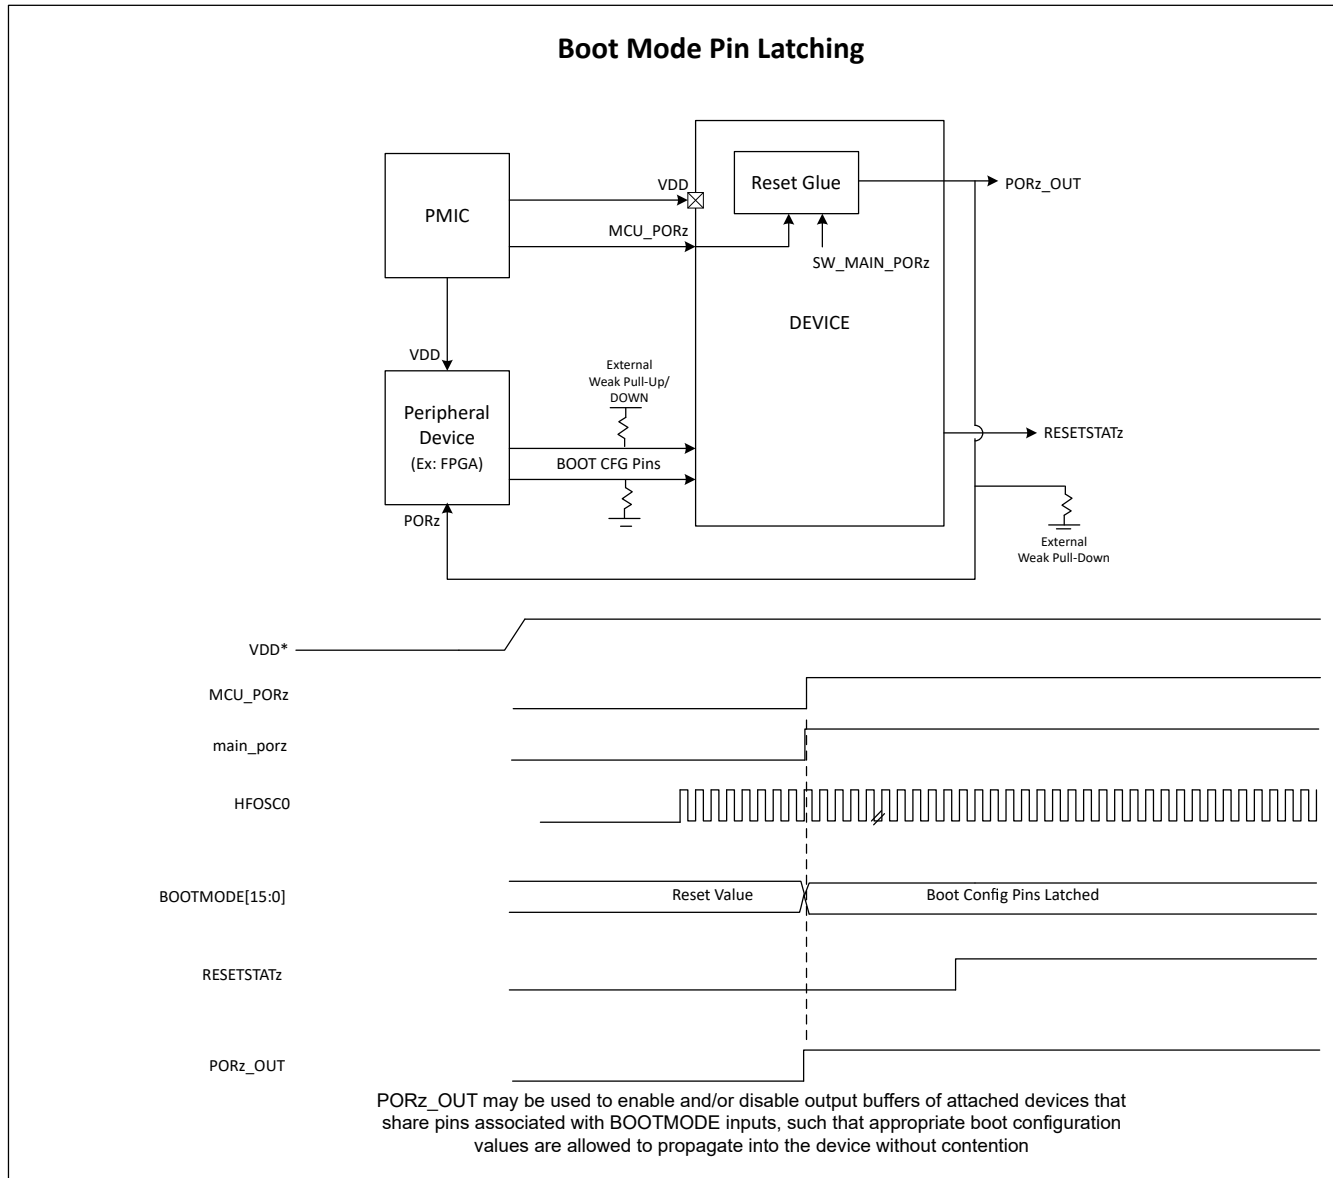 Boot Mode Pin Latching
PMIC
VDD
MCU_PORz
Reset Glue
SW_MAIN_PORz
DEVICE
PORz_OUT
VDD
Peripheral
Device
(Ex: FPGA)
PORz
External
Weak Pull-Up/
DOWN
BOOT CFG Pins
RESETSTATz
External
Weak Pull-Down
VDD*
MCU_PORz
main_porz
HFOSC0
BOOTMODE[15:0]
Reset Value
Boot Config Pins Latched
RESETSTATz
PORz_OUT
PORz_OUT may be used to enable and/or disable output buffers of attached devices that
share pins associated with BOOTMODE inputs, such that appropriate boot configuration
values are allowed to propagate into the device without contention